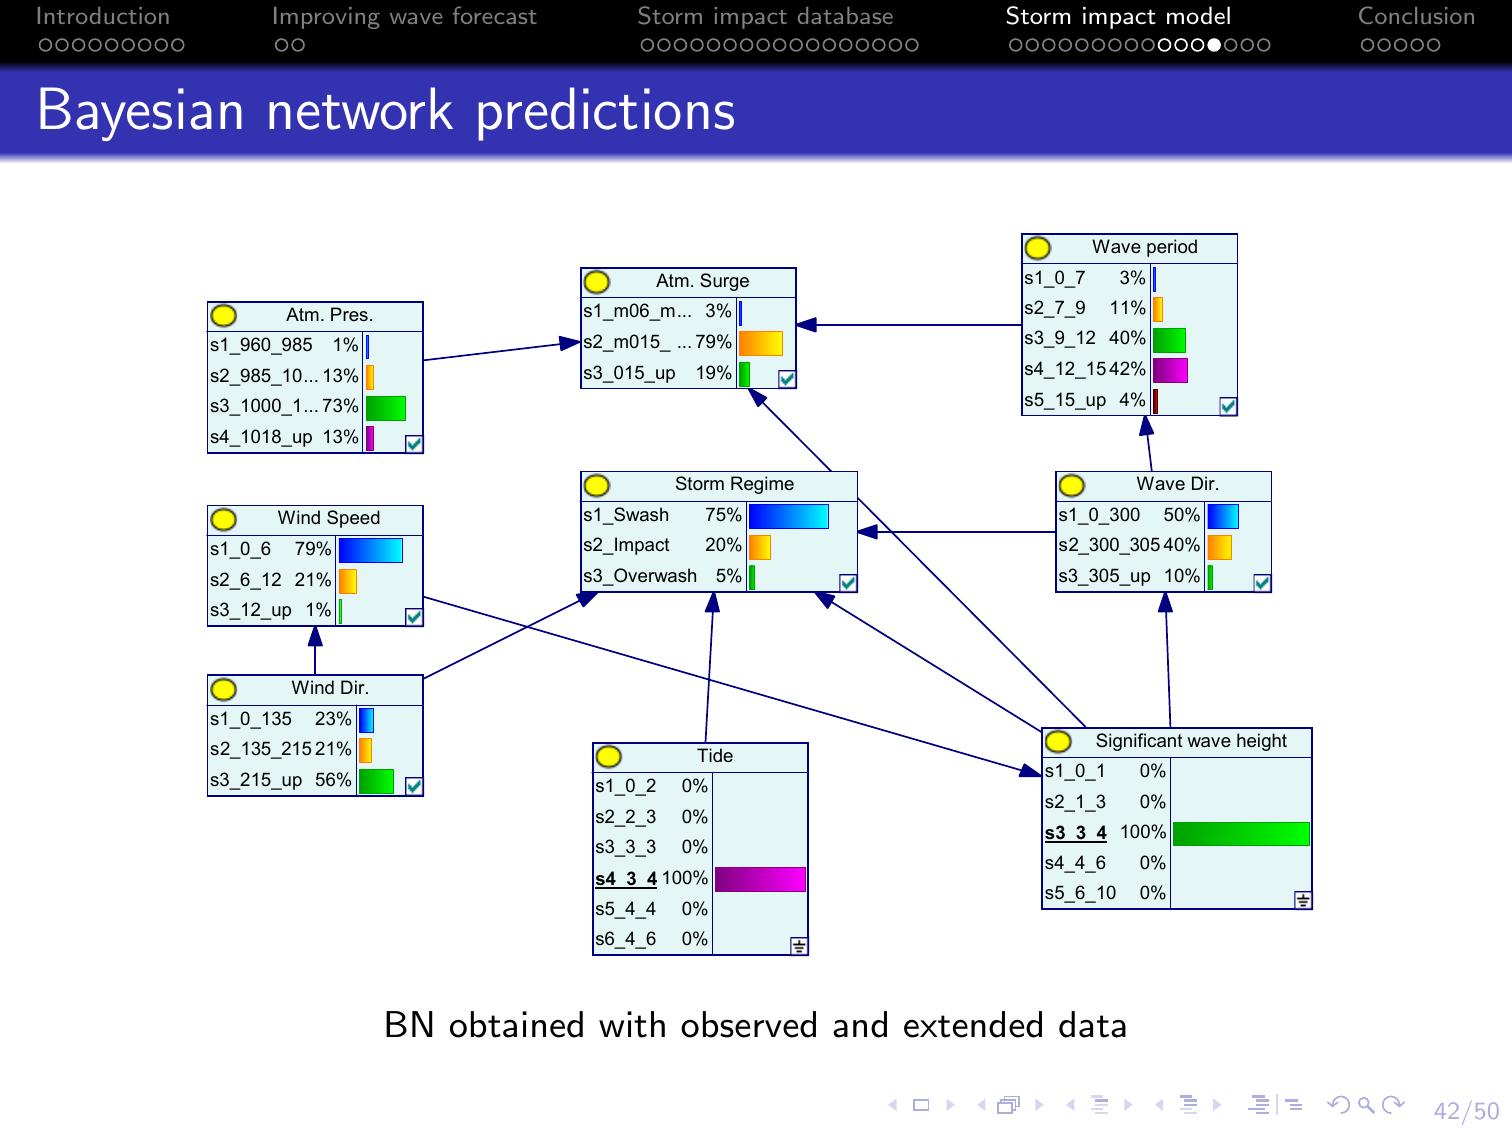 Introduction
Improving wave forecast
Storm impact database
Storm impact model
Conclusion
Bayesian network predictions
Atm. Pres.
s1_960_985 1%
s2_985_10... 13%
s3_1000_1... 73%
s4_1018_up 13%
Atm. Surge
s1_m06_m... 3%
s2_m015_ ... 79%
s3_015_up 19%
Wave period
s1_0_7 3%
s2_7_9 11%
s3_9_12 40%
s4_12_15 42%
s5_15_up 4%
Wind Speed
s1_0_6 79%
s2_6_12 21%
s3_12_up 1%
Storm Regime
s1_Swash 75%
s2_Impact 20%
s3_Overwash 5%
Wave Dir.
s1_0_300 50%
s2_300_305 40%
s3_305_up 10%
Wind Dir.
s1_0_135 23%
s2_135_215 21%
s3_215_up 56%
Tide
s1_0_2 0%
s2_2_3 0%
s3_3_3 0%
s4_3_4 100%
s5_4_4 0%
s6_4_6 0%
Significant wave height
s1_0_1 0%
s2_1_3 0%
s3_3_4 100%
s4_4_6 0%
s5_6_10 0%
BN obtained with observed and extended data
42/50